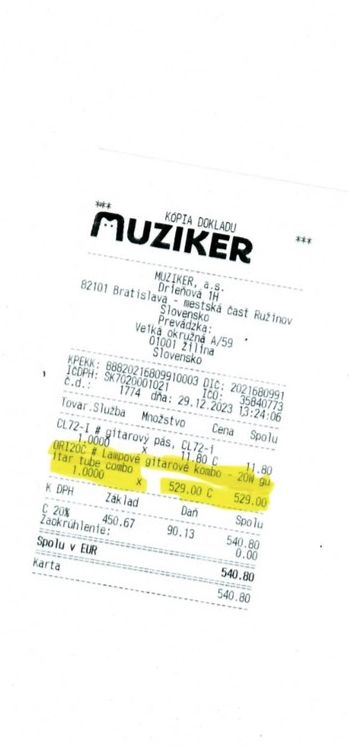 *** KÓPIA DOKLADU ***
MUZIKER
MUZIKER, a.s.
Drieňová 1H
82101 Bratislava - mestská časť Ružinov
Slovensko
Prevádzka:
Veľká okružná A/59
01001 Žilina
Slovensko
KPEKK: 88820216809910003 DIČ: 2021680991
ICDPH: SK7020001021 IČO: 35840773
č.d.: 1774 dňa: 29.12.2023 13:24:06
Tovar.Služba Množstvo Cena Spolu
CL72-I # gitarový pás, CL72-I
1.0000 x 11.80 C 11.80
OR120C # Lampové gitarové kombo - 20W gu
itar tube combo
1.0000 x 529.00 C 529.00
K DPH Základ Daň Spolu
C 20% 450.67 90.13 540.80
Zaokrúhlenie: 0.00
Spolu v EUR 540.80
Karta 540.80